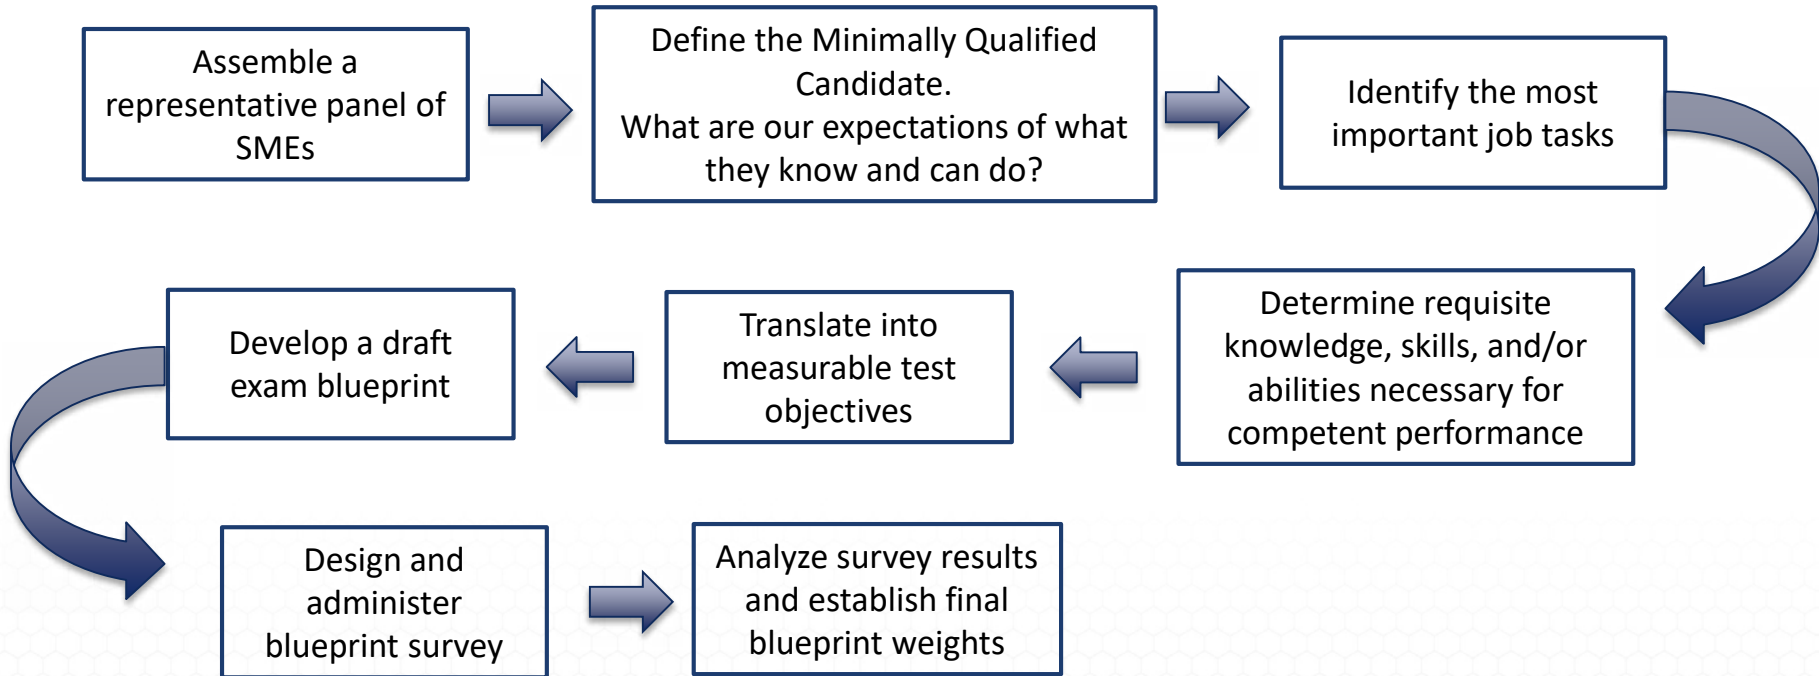 Assemble a
representative panel of
SMEs
Define the Minimally Qualified
Candidate.
What are our expectations of what
they know and can do?
Identify the most
important job tasks
Determine requisite
knowledge, skills, and/or
abilities necessary for
competent performance
Translate into
measurable test
objectives
Develop a draft
exam blueprint
Design and
administer
blueprint survey
Analyze survey results
and establish final
blueprint weights